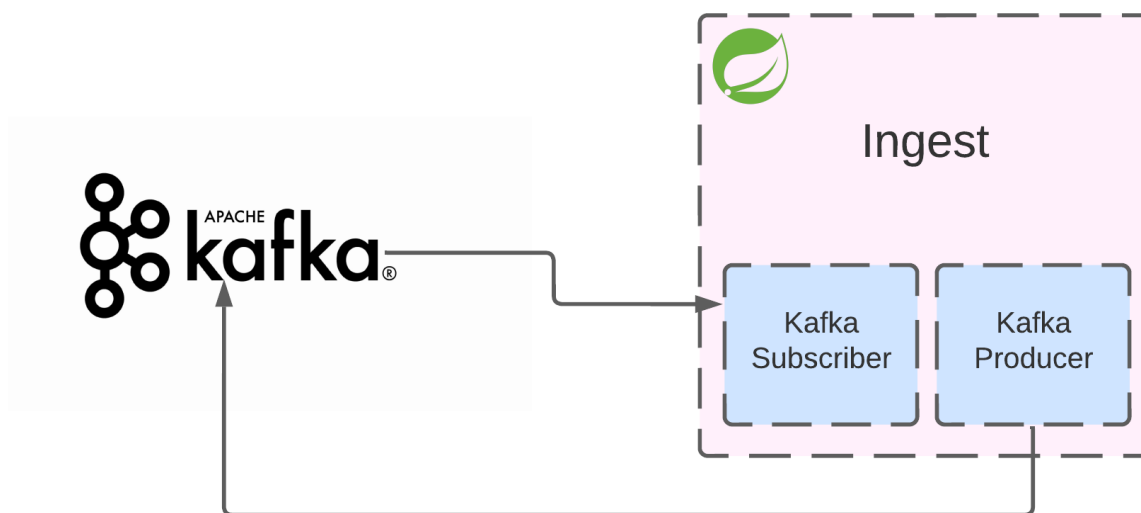 APACHE
kafka®
Ingest
Kafka
Subscriber
Kafka
Producer